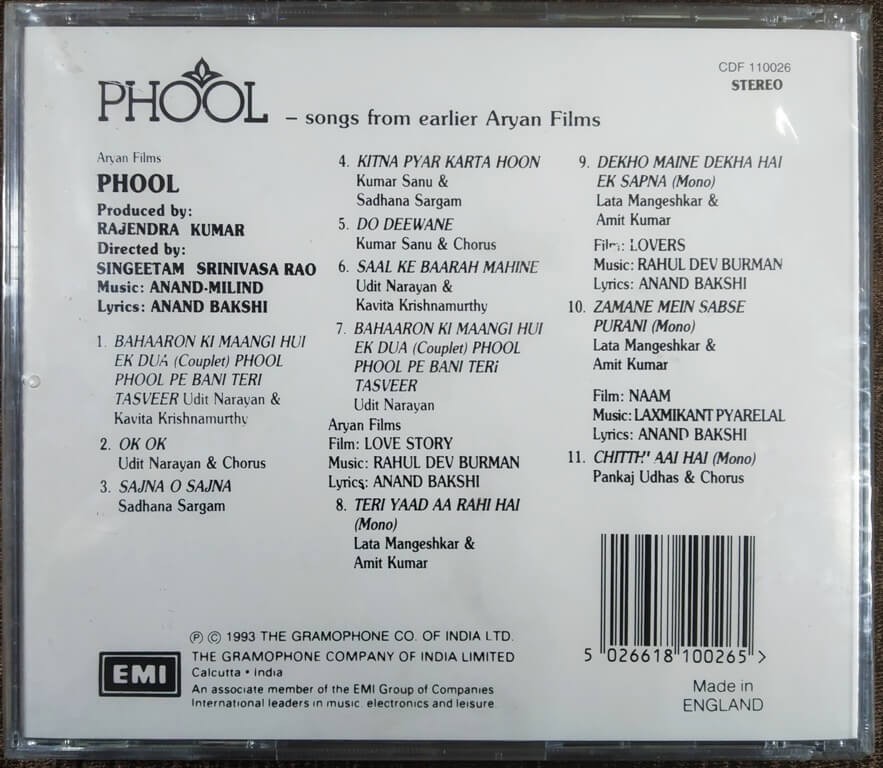 PHOOL – songs from earlier Aryan Films
CDF 110026
STEREO
Aryan Films
PHOOL
Produced by:
RAJENDRA KUMAR
Directed by:
SINGEETAM SRINIVASA RAO
Music: ANAND-MILIND
Lyrics: ANAND BAKSHI
1. BAHAARON KI MAANGI HUI
EK DUA (Couplet) PHOOL
PHOOL PE BANI TERI
TASVEER Udit Narayan &
Kavita Krishnamurthy
2. OK OK
Udit Narayan & Chorus
3. SAJNA O SAJNA
Sadhana Sargam
4. KITNA PYAR KARTA HOON
Kumar Sanu &
Sadhana Sargam
5. DO DEEWANE
Kumar Sanu & Chorus
6. SAAL KE BAARAH MAHINE
Udit Narayan &
Kavita Krishnamurthy
7. BAHAARON KI MAANGI HUI
EK DUA (Couplet) PHOOL
PHOOL PE BANI TERI
TASVEER
Udit Narayan
Aryan Films
Film: LOVE STORY
Music: RAHUL DEV BURMAN
Lyrics: ANAND BAKSHI
8. TERI YAAD AA RAHI HAI
(Mono)
Lata Mangeshkar &
Amit Kumar
9. DEKHO MAINE DEKHA HAI
EK SAPNA (Mono)
Lata Mangeshkar &
Amit Kumar
Film: LOVERS
Music: RAHUL DEV BURMAN
Lyrics: ANAND BAKSHI
10. ZAMANE MEIN SABSE
PURANI (Mono)
Lata Mangeshkar &
Amit Kumar
Film: NAAM
Music: LAXMIKANT PYARELAL
Lyrics: ANAND BAKSHI
11. CHITTHI AAI HAI (Mono)
Pankaj Udhas & Chorus
EMI
Ⓟ © 1993 THE GRAMOPHONE CO. OF INDIA LTD.
THE GRAMOPHONE COMPANY OF INDIA LIMITED
Calcutta • India
An associate member of the EMI Group of Companies
International leaders in music, electronics and leisure
5 026618 100265 >
Made in
ENGLAND